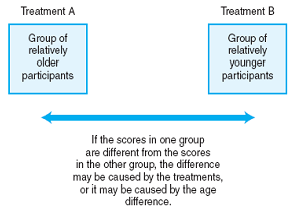 Treatment A
Treatment B
Group of
relatively
older
participants
Group of
relatively
younger
participants
If the scores in one group
are different from the scores
in the other group, the difference
may be caused by the treatments,
or it may be caused by the age
difference.